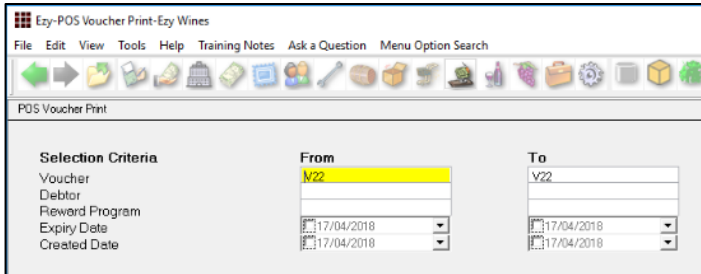 Ezy-POS Voucher Print-Ezy Wines
File Edit View Tools Help Training Notes Ask a Question Menu Option Search
POS Voucher Print
Selection Criteria From To
Voucher V22 V22
Debtor
Reward Program
Expiry Date 17/04/2018 17/04/2018
Created Date 17/04/2018 17/04/2018